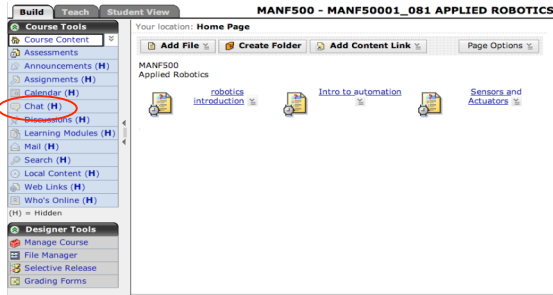 Build Teach Student View
MANF500 - MANF50001_081 APPLIED ROBOTICS
Course Tools
Course Content
Assessments
Announcements (H)
Assignments (H)
Calendar (H)
Chat (H)
Discussions (H)
Learning Modules (H)
Mail (H)
Search (H)
Local Content (H)
Web Links (H)
Who's Online (H)
(H) = Hidden
Designer Tools
Manage Course
File Manager
Selective Release
Grading Forms
Your location: Home Page
Add File Create Folder Add Content Link Page Options
MANF500
Applied Robotics
robotics
introduction
Intro to automation
Sensors and
Actuators